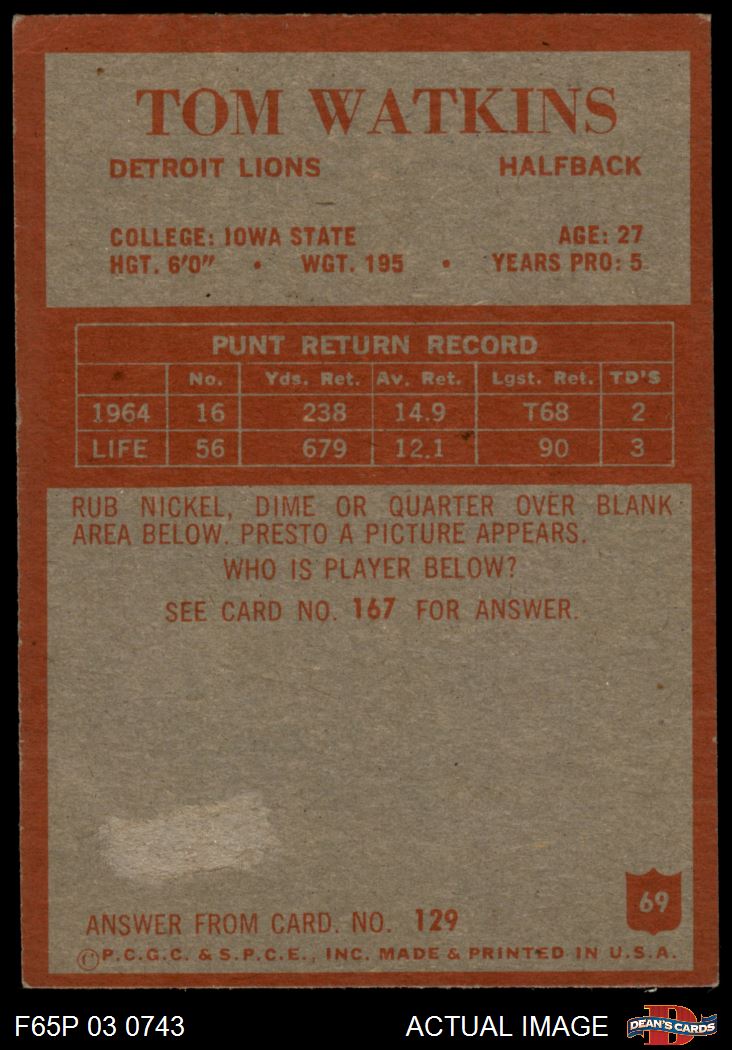 TOM WATKINS
DETROIT LIONS HALFBACK
COLLEGE: IOWA STATE AGE: 27
HGT. 6'0" • WGT. 195 • YEARS PRO: 5
PUNT RETURN RECORD
No. Yds. Ret. Av. Ret. Lgst. Ret. TD'S
1964 16 238 14.9 T68 2
LIFE 56 679 12.1 90 3
RUB NICKEL, DIME OR QUARTER OVER BLANK
AREA BELOW. PRESTO A PICTURE APPEARS.
WHO IS PLAYER BELOW?
SEE CARD NO. 167 FOR ANSWER.
69
ANSWER FROM CARD. NO. 129
©P.C.G.C. & S.P.C.E., INC. MADE & PRINTED IN U.S.A.
F65P 03 0743 ACTUAL IMAGE D DEAN'S CARDS